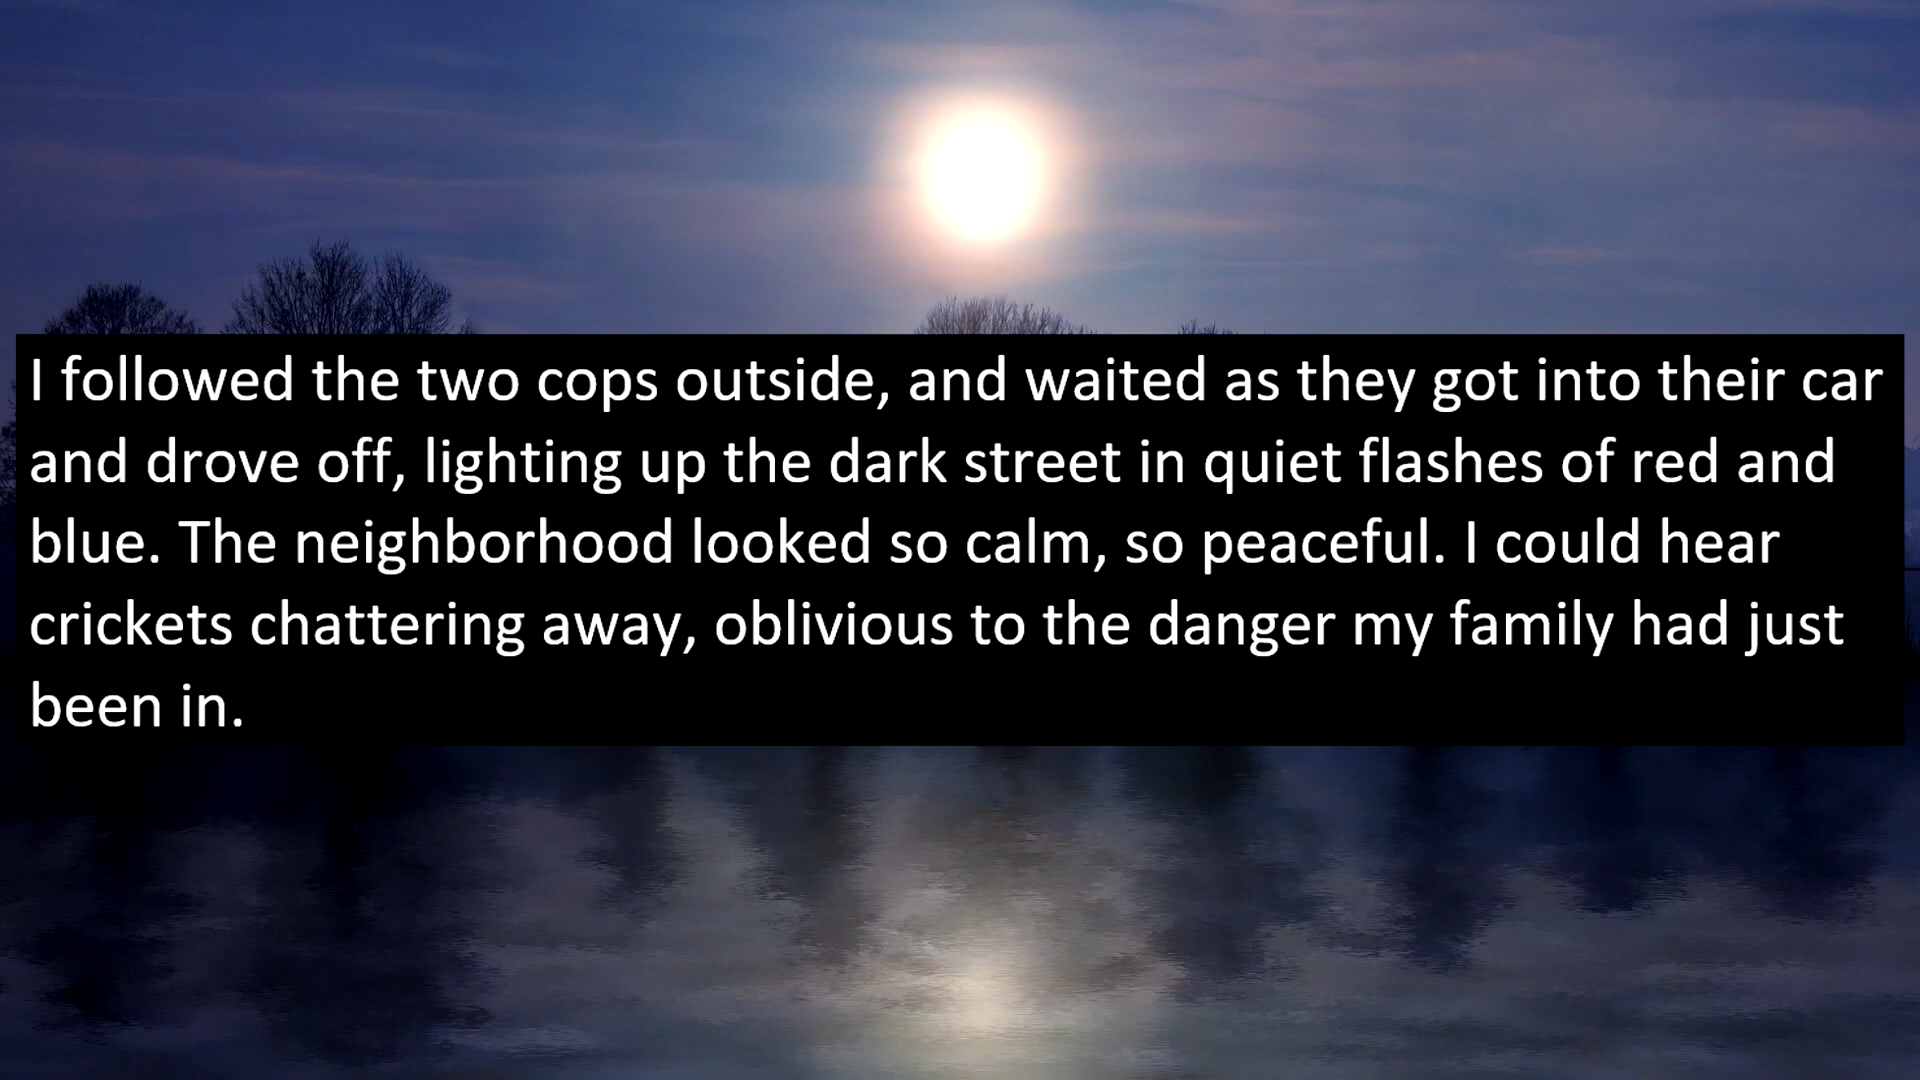 I followed the two cops outside, and waited as they got into their car
and drove off, lighting up the dark street in quiet flashes of red and
blue. The neighborhood looked so calm, so peaceful. I could hear
crickets chattering away, oblivious to the danger my family had just
been in.